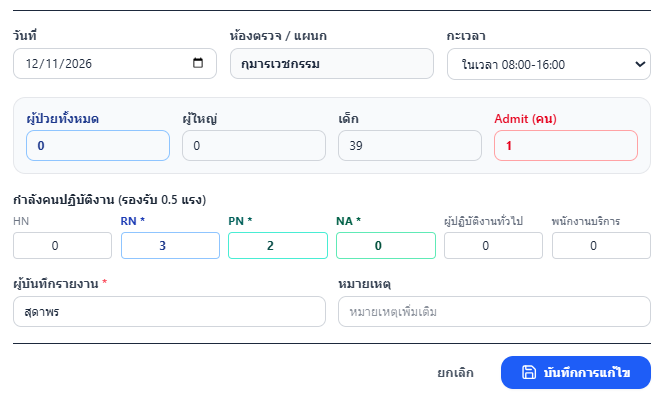 วันที่ ห้องตรวจ / แผนก กะเวลา
12/11/2026 กุมารเวชกรรม ในเวลา 08:00-16:00
ผู้ป่วยทั้งหมด ผู้ใหญ่ เด็ก Admit (คน)
0 0 39 1
กำลังคนปฏิบัติงาน (รองรับ 0.5 แรง)
HN RN * PN * NA * ผู้ปฏิบัติงานทั่วไป พนักงานบริการ
0 3 2 0 0 0
ผู้บันทึกรายงาน * หมายเหตุ
สุดาพร หมายเหตุเพิ่มเติม
ยกเลิก บันทึกการแก้ไข